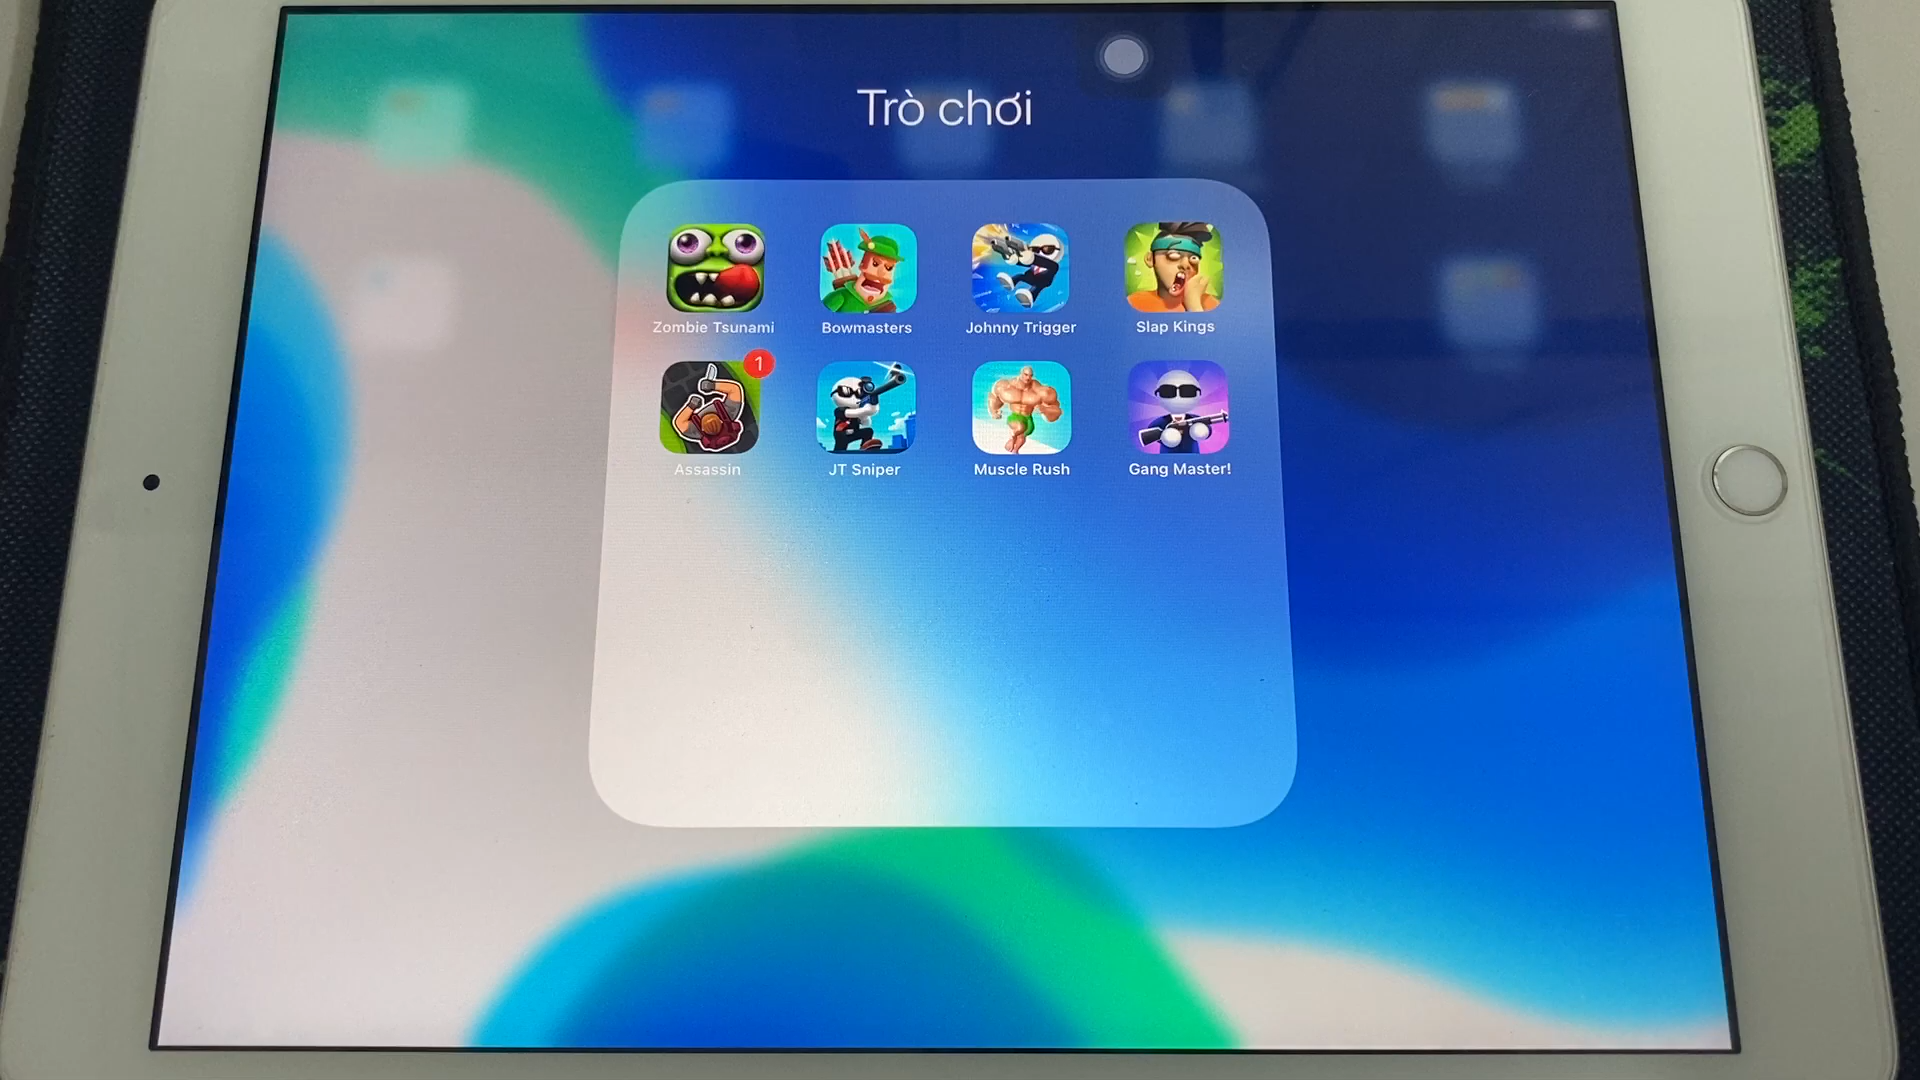 Trò chơi
Zombie Tsunami
Bowmasters
Johnny Trigger
Slap Kings
1
Assassin
JT Sniper
Muscle Rush
Gang Master!